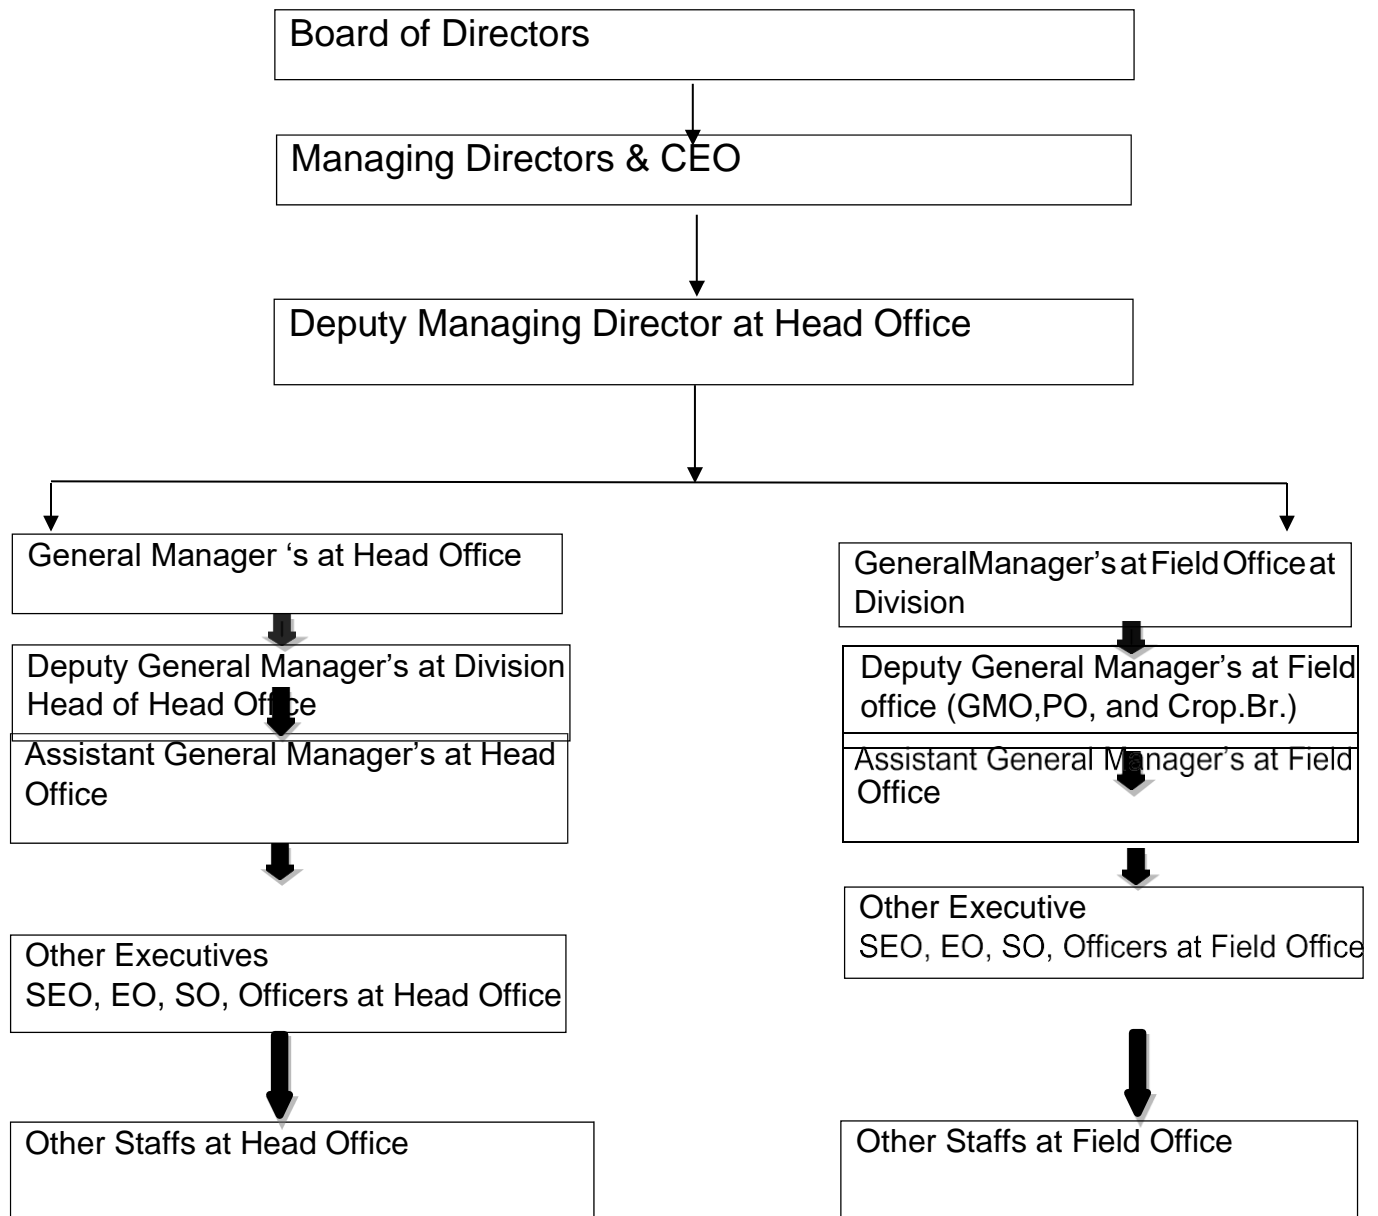 Board of Directors
Managing Directors & CEO
Deputy Managing Director at Head Office
General Manager ‘s at Head Office
Deputy General Manager’s at Division
Head of Head Office
Assistant General Manager’s at Head
Office
Other Executives
SEO, EO, SO, Officers at Head Office
Other Staffs at Head Office
GeneralManager’s at Field Office at
Division
Deputy General Manager’s at Field
office (GMO,PO, and Crop.Br.)
Assistant General Manager’s at Field
Office
Other Executive
SEO, EO, SO, Officers at Field Office
Other Staffs at Field Office